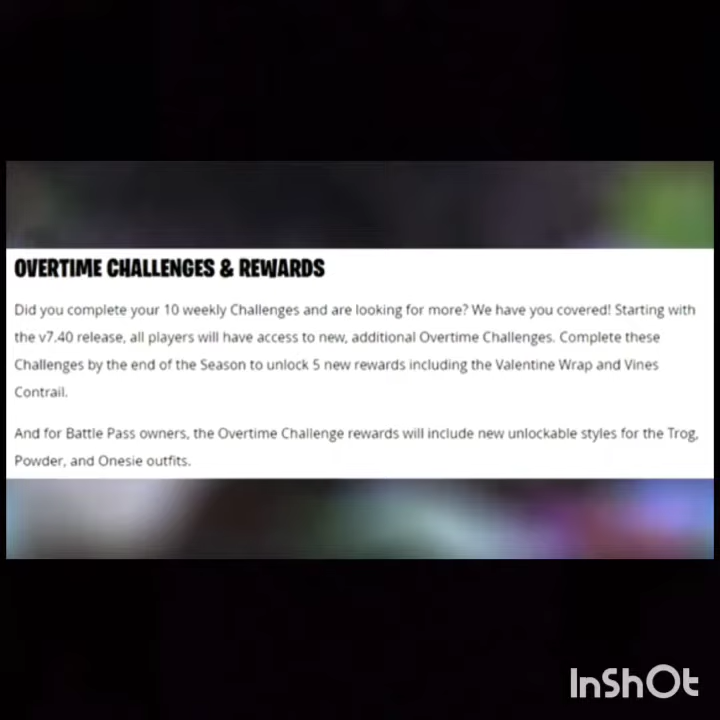 OVERTIME CHALLENGES & REWARDS
Did you complete your 10 weekly Challenges and are looking for more? We have you covered! Starting with
the v7.40 release, all players will have access to new, additional Overtime Challenges. Complete these
Challenges by the end of the Season to unlock 5 new rewards including the Valentine Wrap and Vines
Contrail.
And for Battle Pass owners, the Overtime Challenge rewards will include new unlockable styles for the Trog,
Powder, and Onesie outfits.
InShOt